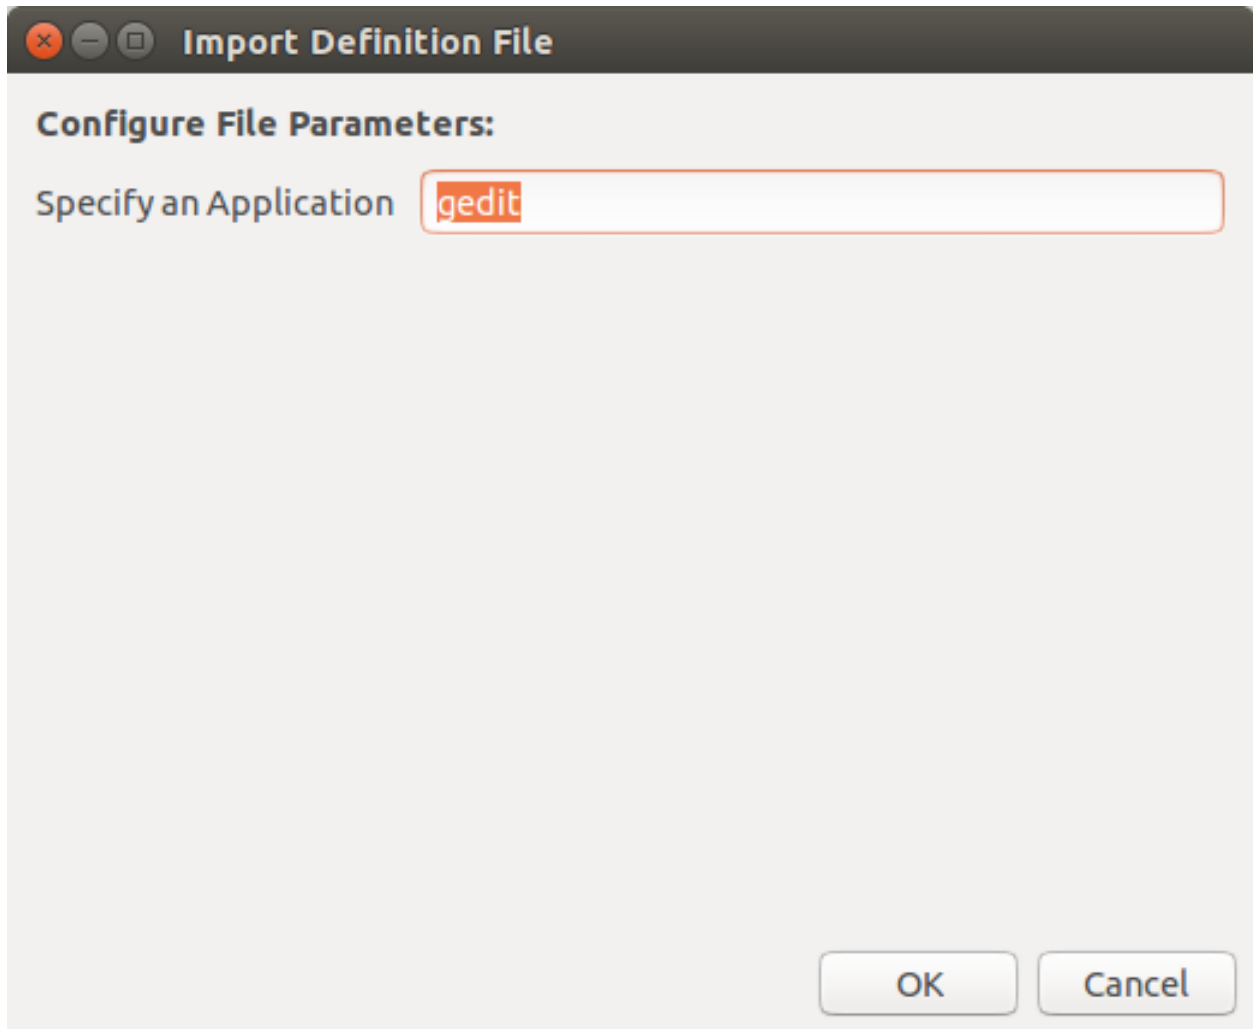 Import Definition File
Configure File Parameters:
Specify an Application gedit
OK Cancel